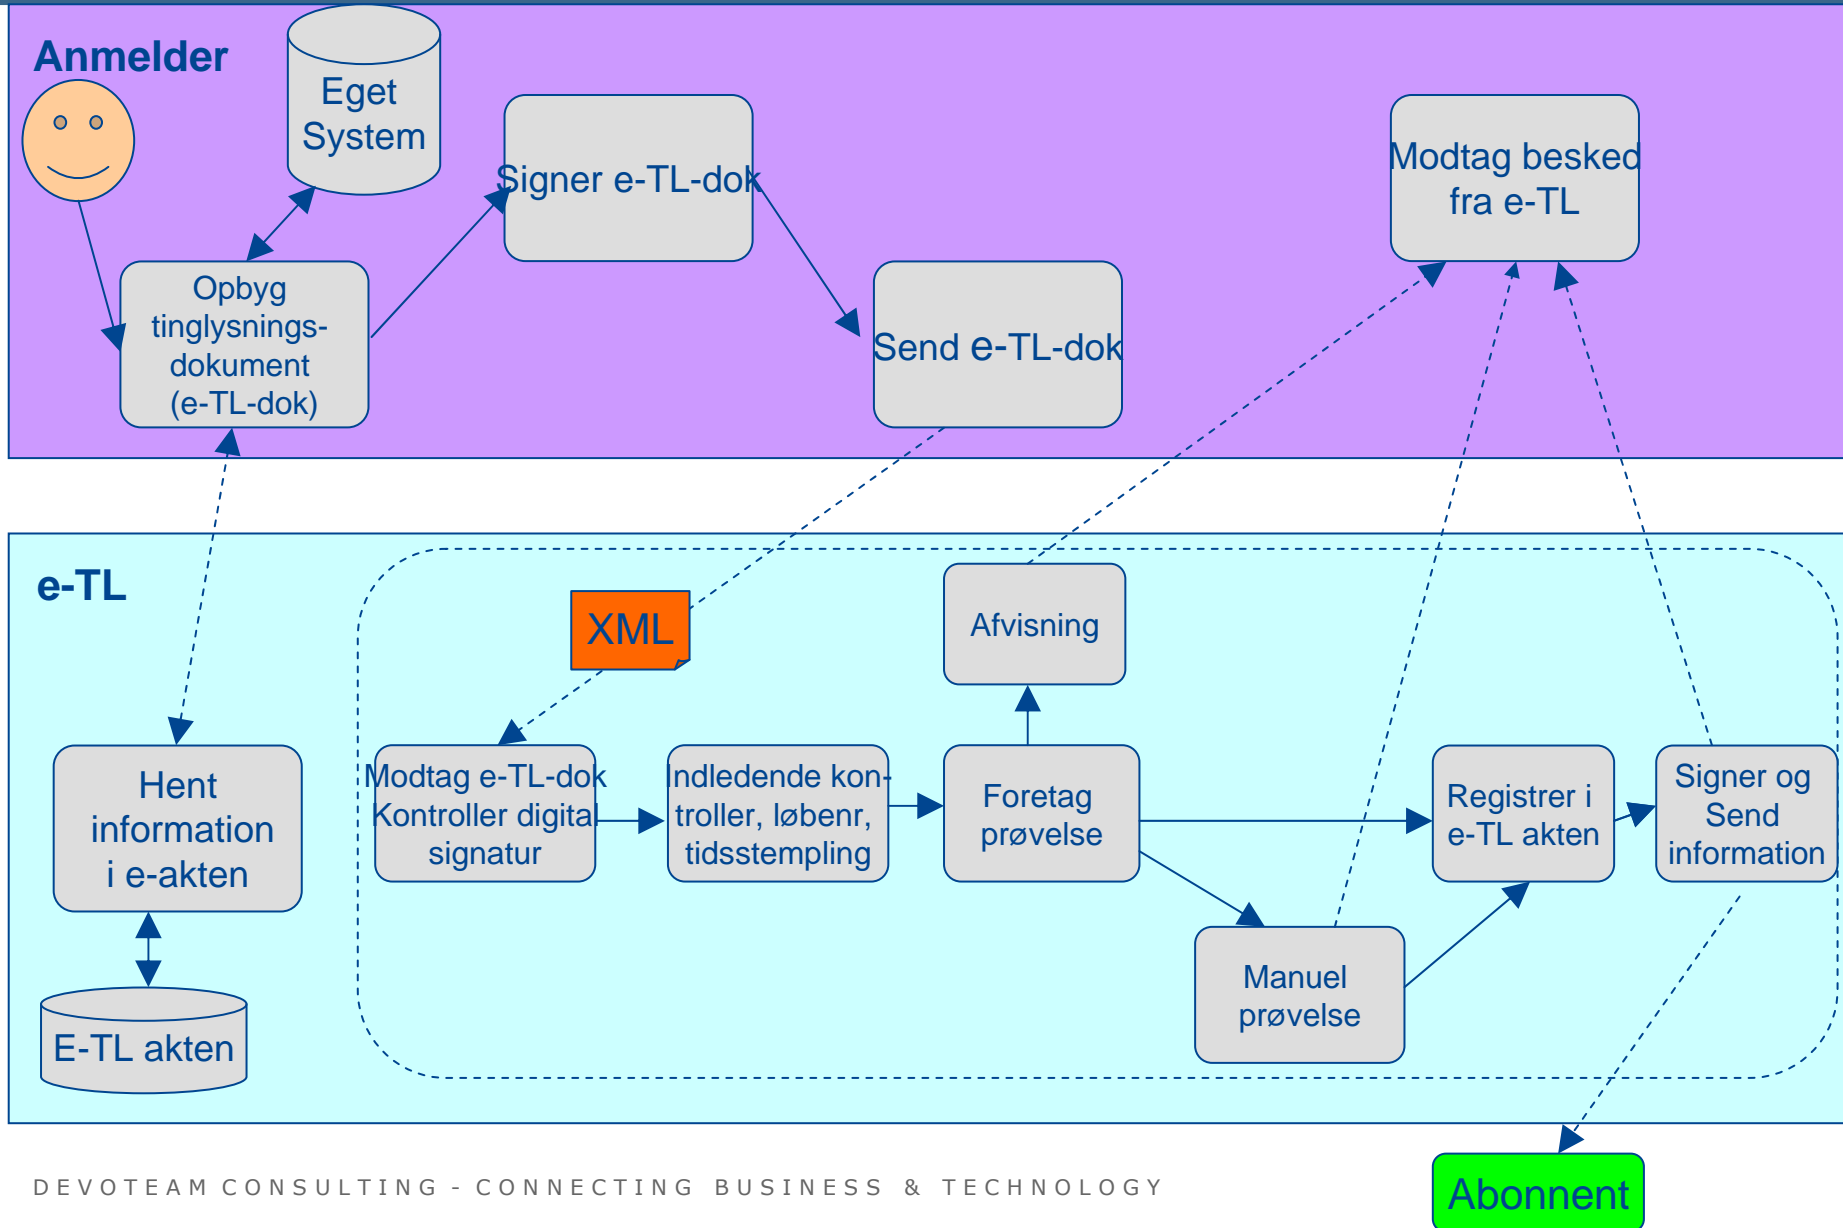 Anmelder
Eget
System
Signer e-TL-dok
Modtag besked
fra e-TL
Opbyg
tinglysnings-
dokument
(e-TL-dok)
Send e-TL-dok
e-TL
XML
Afvisning
Hent
information
i e-akten
Modtag e-TL-dok
Kontroller digital
signatur
Indledende kon-
troller, løbenr,
tidsstempling
Foretag
prøvelse
Registrer i
e-TL akten
Signer og
Send
information
Manuel
prøvelse
E-TL akten
DEVOTEAM CONSULTING - CONNECTING BUSINESS & TECHNOLOGY
Abonnent